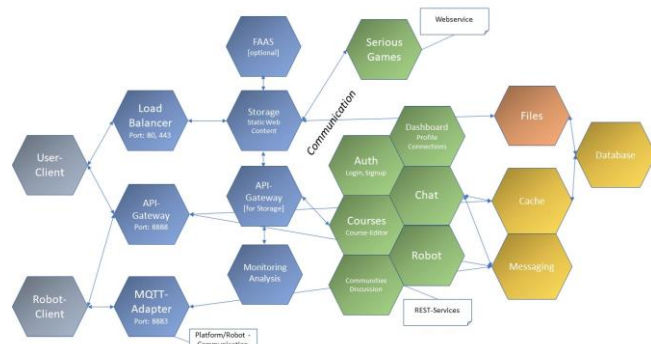 Webservice
FAAS
[optional]
Serious
Games
Load
Balancer
Port: 80, 443
Storage
Static Web
Content
Communication
Dashboard
Profile
Connections
Files
User-
Client
Auth
Login, Signup
Database
API-
Gateway
Port: 8888
API-
Gateway
[for Storage]
Chat
Cache
Courses
Course-Editor
Robot-
Client
MQTT-
Adapter
Port: 8883
Monitoring
Analysis
Robot
Messaging
Communities
Discussion
REST-Services
Platform/Robot -
Communication